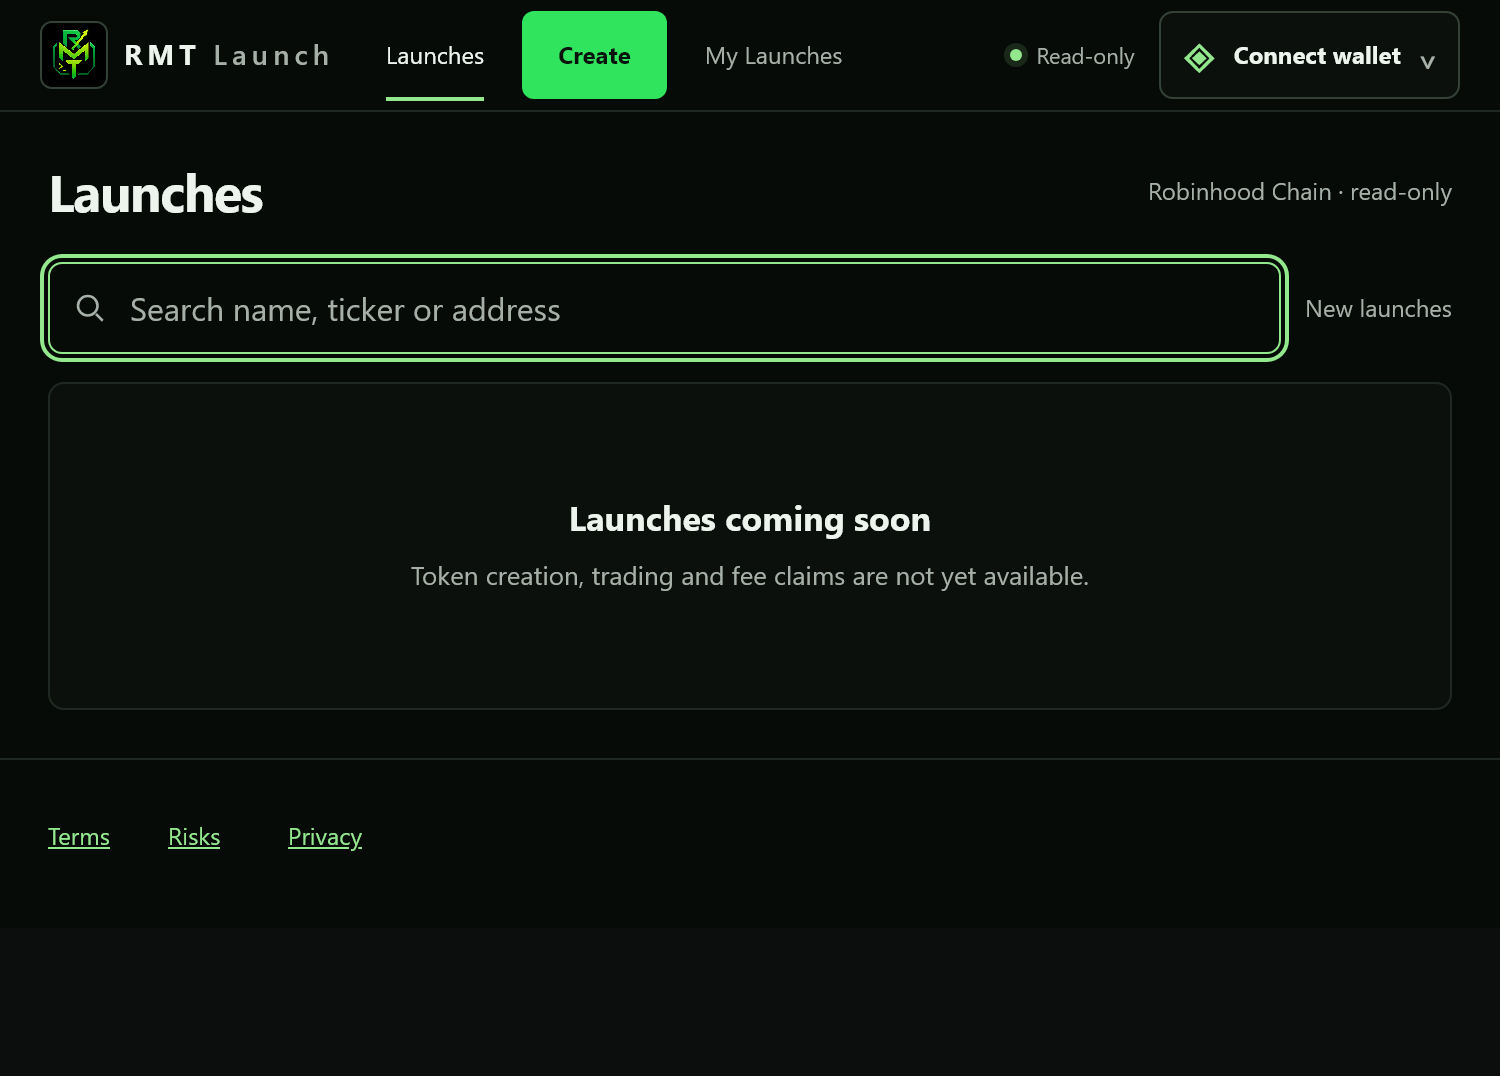 RMT Launch
Launches
Create
My Launches
Read-only
Connect wallet
Launches
Robinhood Chain · read-only
Search name, ticker or address
New launches
Launches coming soon
Token creation, trading and fee claims are not yet available.
Terms
Risks
Privacy